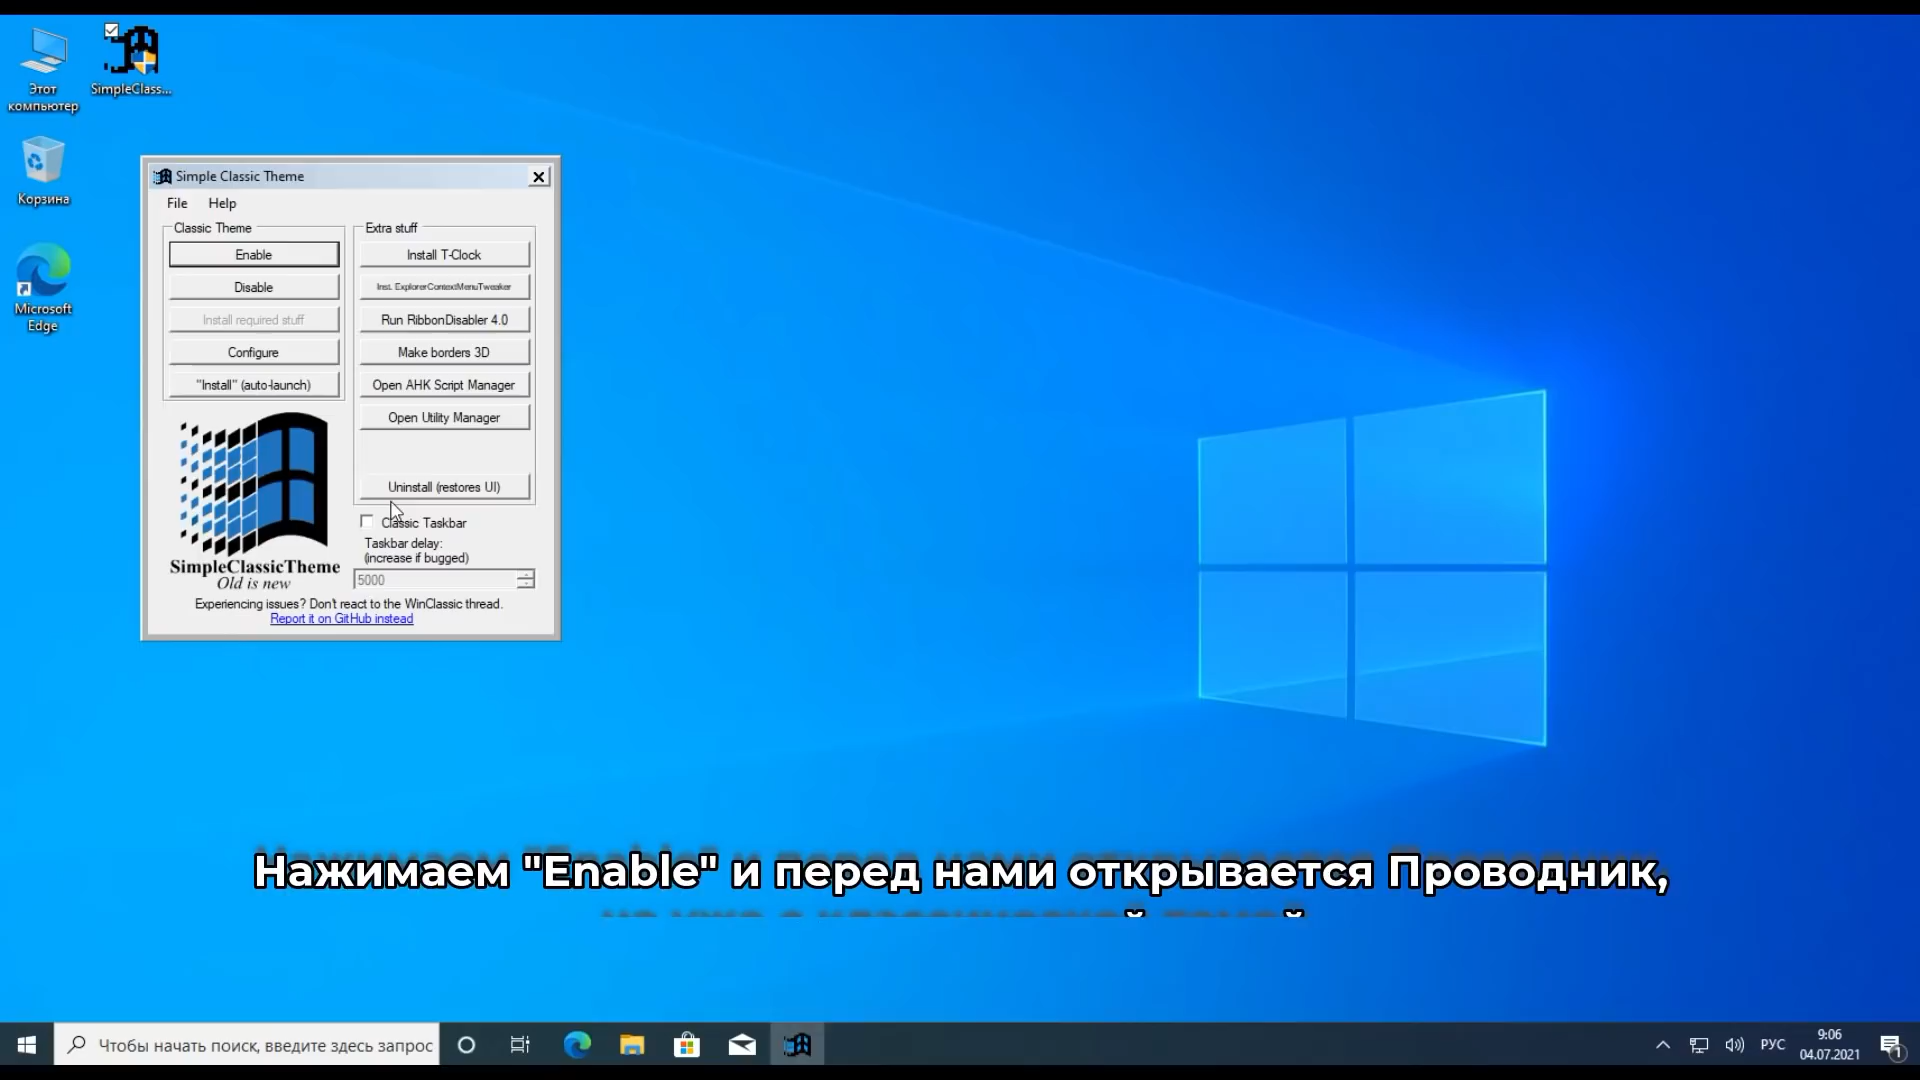 Этот
компьютер
SimpleClass...
Корзина
Microsoft
Edge
Simple Classic Theme
File Help
Classic Theme
Enable
Disable
Install required stuff
Configure
"Install" (auto-launch)
Extra stuff
Install T-Clock
Inst. ExplorerContextMenuTweaker
Run RibbonDisabler 4.0
Make borders 3D
Open AHK Script Manager
Open Utility Manager
Uninstall (restores UI)
Classic Taskbar
Taskbar delay:
(increase if bugged)
5000
SimpleClassicTheme
Old is new
Experiencing issues? Don't react to the WinClassic thread.
Report it on GitHub instead
Нажимаем "Enable" и перед нами открывается Проводник,
Чтобы начать поиск, введите здесь запрос
РУС
9:06
04.07.2021
1